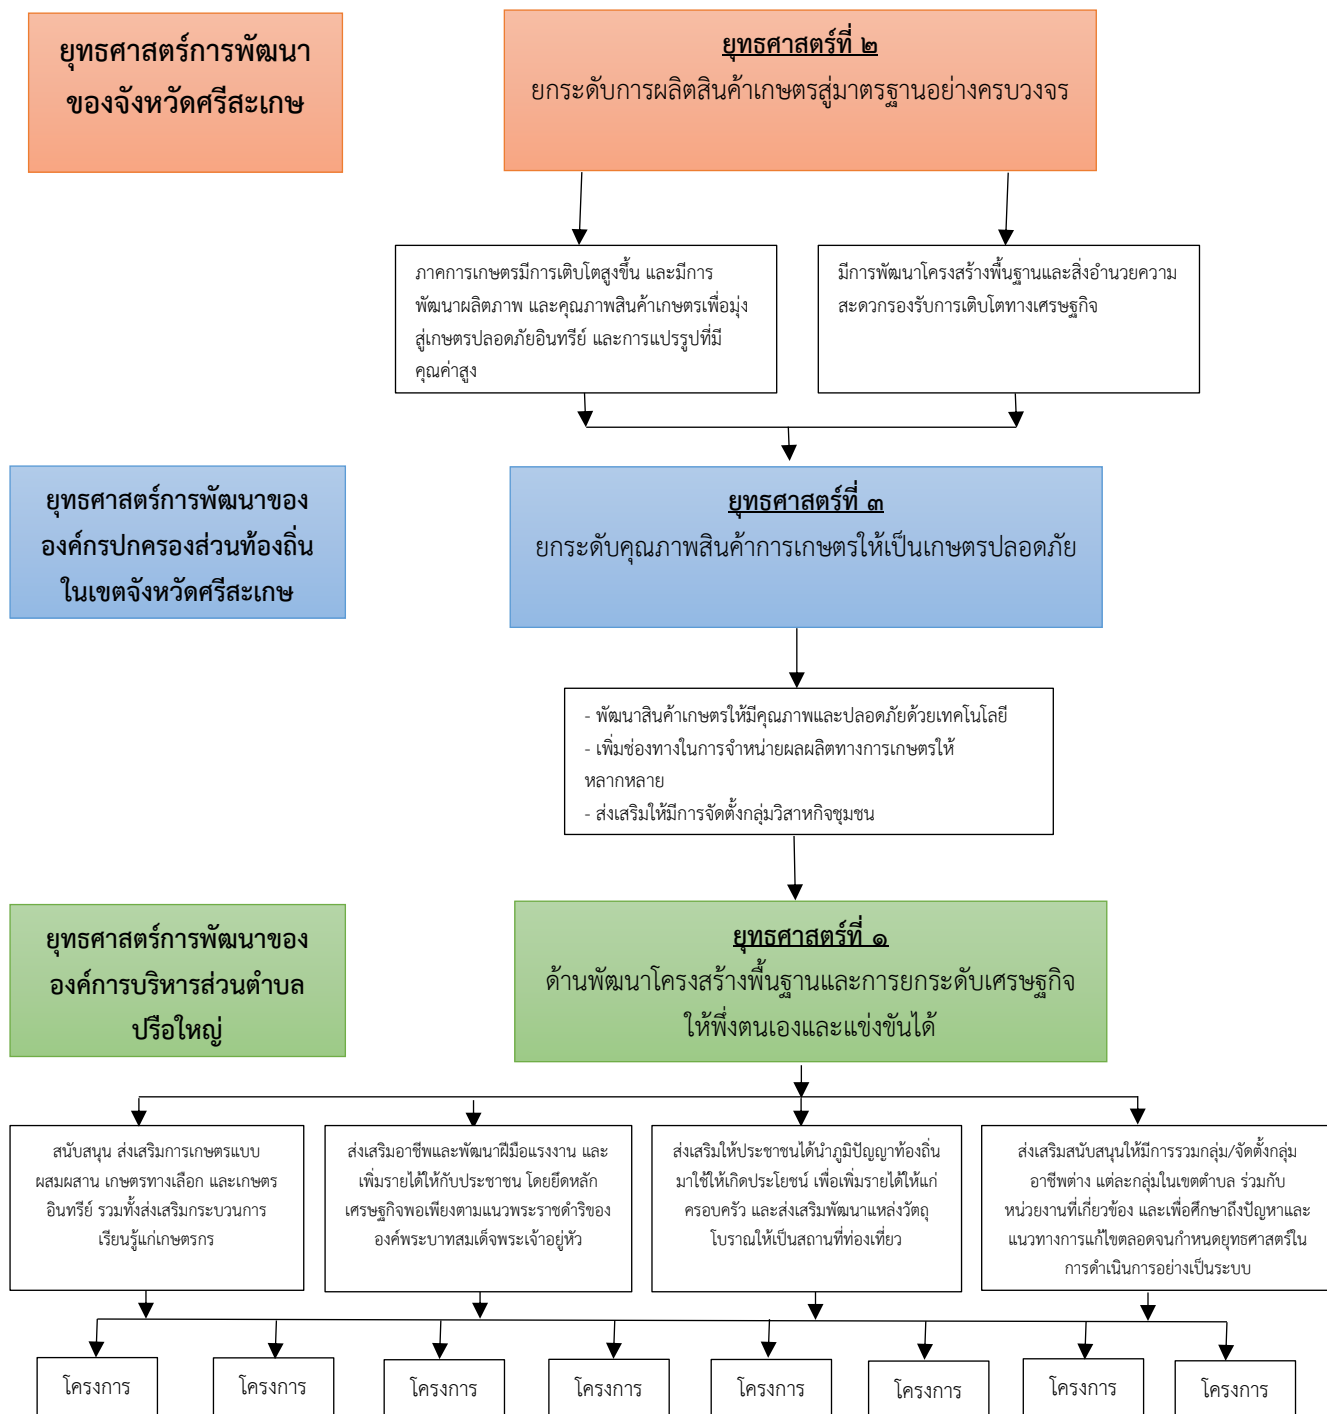 ยุทธศาสตร์การพัฒนา
ของจังหวัดศรีสะเกษ
ยุทธศาสตร์ที่ ๒
ยกระดับการผลิตสินค้าเกษตรสู่มาตรฐานอย่างครบวงจร
ภาคการเกษตรมีการเติบโตสูงขึ้น และมีการ
พัฒนาผลิตภาพ และคุณภาพสินค้าเกษตรเพื่อมุ่ง
สู่เกษตรปลอดภัยอินทรีย์ และการแปรรูปที่มี
คุณค่าสูง
มีการพัฒนาโครงสร้างพื้นฐานและสิ่งอำนวยความ
สะดวกรองรับการเติบโตทางเศรษฐกิจ
ยุทธศาสตร์การพัฒนาของ
องค์กรปกครองส่วนท้องถิ่น
ในเขตจังหวัดศรีสะเกษ
ยุทธศาสตร์ที่ ๓
ยกระดับคุณภาพสินค้าการเกษตรให้เป็นเกษตรปลอดภัย
- พัฒนาสินค้าเกษตรให้มีคุณภาพและปลอดภัยด้วยเทคโนโลยี
- เพิ่มช่องทางในการจำหน่ายผลผลิตทางการเกษตรให้
หลากหลาย
- ส่งเสริมให้มีการจัดตั้งกลุ่มวิสาหกิจชุมชน
ยุทธศาสตร์การพัฒนาของ
องค์การบริหารส่วนตำบล
ปรือใหญ่
ยุทธศาสตร์ที่ ๑
ด้านพัฒนาโครงสร้างพื้นฐานและการยกระดับเศรษฐกิจ
ให้พึ่งตนเองและแข่งขันได้
สนับสนุน ส่งเสริมการเกษตรแบบ
ผสมผสาน เกษตรทางเลือก และเกษตร
อินทรีย์ รวมทั้งส่งเสริมกระบวนการ
เรียนรู้แก่เกษตรกร
ส่งเสริมอาชีพและพัฒนาฝีมือแรงงาน และ
เพิ่มรายได้ให้กับประชาชน โดยยึดหลัก
เศรษฐกิจพอเพียงตามแนวพระราชดำริของ
องค์พระบาทสมเด็จพระเจ้าอยู่หัว
ส่งเสริมให้ประชาชนได้นำภูมิปัญญาท้องถิ่น
มาใช้ให้เกิดประโยชน์ เพื่อเพิ่มรายได้ให้แก่
ครอบครัว และส่งเสริมพัฒนาแหล่งวัตถุ
โบราณให้เป็นสถานที่ท่องเที่ยว
ส่งเสริมสนับสนุนให้มีการรวมกลุ่ม/จัดตั้งกลุ่ม
อาชีพต่าง แต่ละกลุ่มในเขตตำบล ร่วมกับ
หน่วยงานที่เกี่ยวข้อง และเพื่อศึกษาถึงปัญหาและ
แนวทางการแก้ไขตลอดจนกำหนดยุทธศาสตร์ใน
การดำเนินการอย่างเป็นระบบ
โครงการ
โครงการ
โครงการ
โครงการ
โครงการ
โครงการ
โครงการ
โครงการ